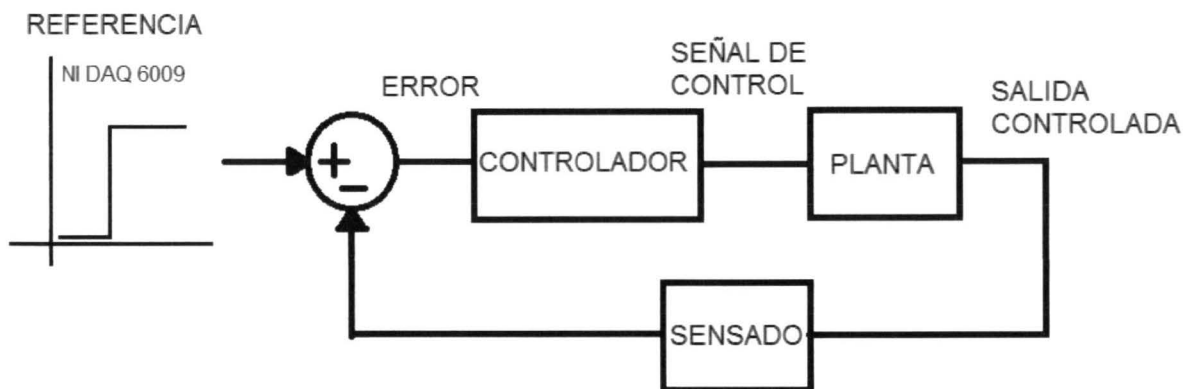 REFERENCIA
NI DAQ 6009
ERROR
SEÑAL DE
CONTROL
SALIDA
CONTROLADA
+
−
CONTROLADOR
PLANTA
SENSADO